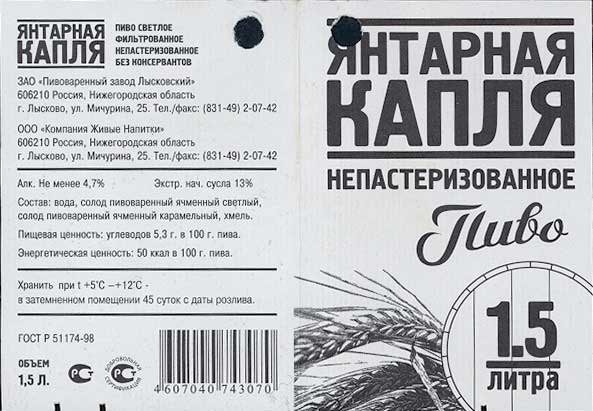 ЯНТАРНАЯ
КАПЛЯ
ПИВО СВЕТЛОЕ
ФИЛЬТРОВАННОЕ
НЕПАСТЕРИЗОВАННОЕ
БЕЗ КОНСЕРВАНТОВ
ЗАО «Пивоваренный завод Лысковский»
606210 Россия, Нижегородская область
г. Лысково, ул. Мичурина, 25. Тел./факс: (831-49) 2-07-42
ООО «Компания Живые Напитки»
606210 Россия, Нижегородская область
г. Лысково, ул. Мичурина, 25. Тел./факс: (831-49) 2-07-42
Алк. Не менее 4,7% Экстр. нач. сусла 13%
Состав: вода, солод пивоваренный ячменный светлый,
солод пивоваренный ячменный карамельный, хмель.
Пищевая ценность: углеводов 5,3 г. в 100 г. пива.
Энергетическая ценность: 50 ккал в 100 г. пива.
Хранить при t +5°C –+12°C -
в затемненном помещении 45 суток с даты розлива.
ГОСТ Р 51174-98
ОБЪЕМ
1,5 Л.
РСТ
ДОБРОВОЛЬНАЯ
РСТ
СЕРТИФИКАЦИЯ
4607040743070
ЯНТАРНАЯ
КАПЛЯ
НЕПАСТЕРИЗОВАННОЕ
Пиво
1.5
литра